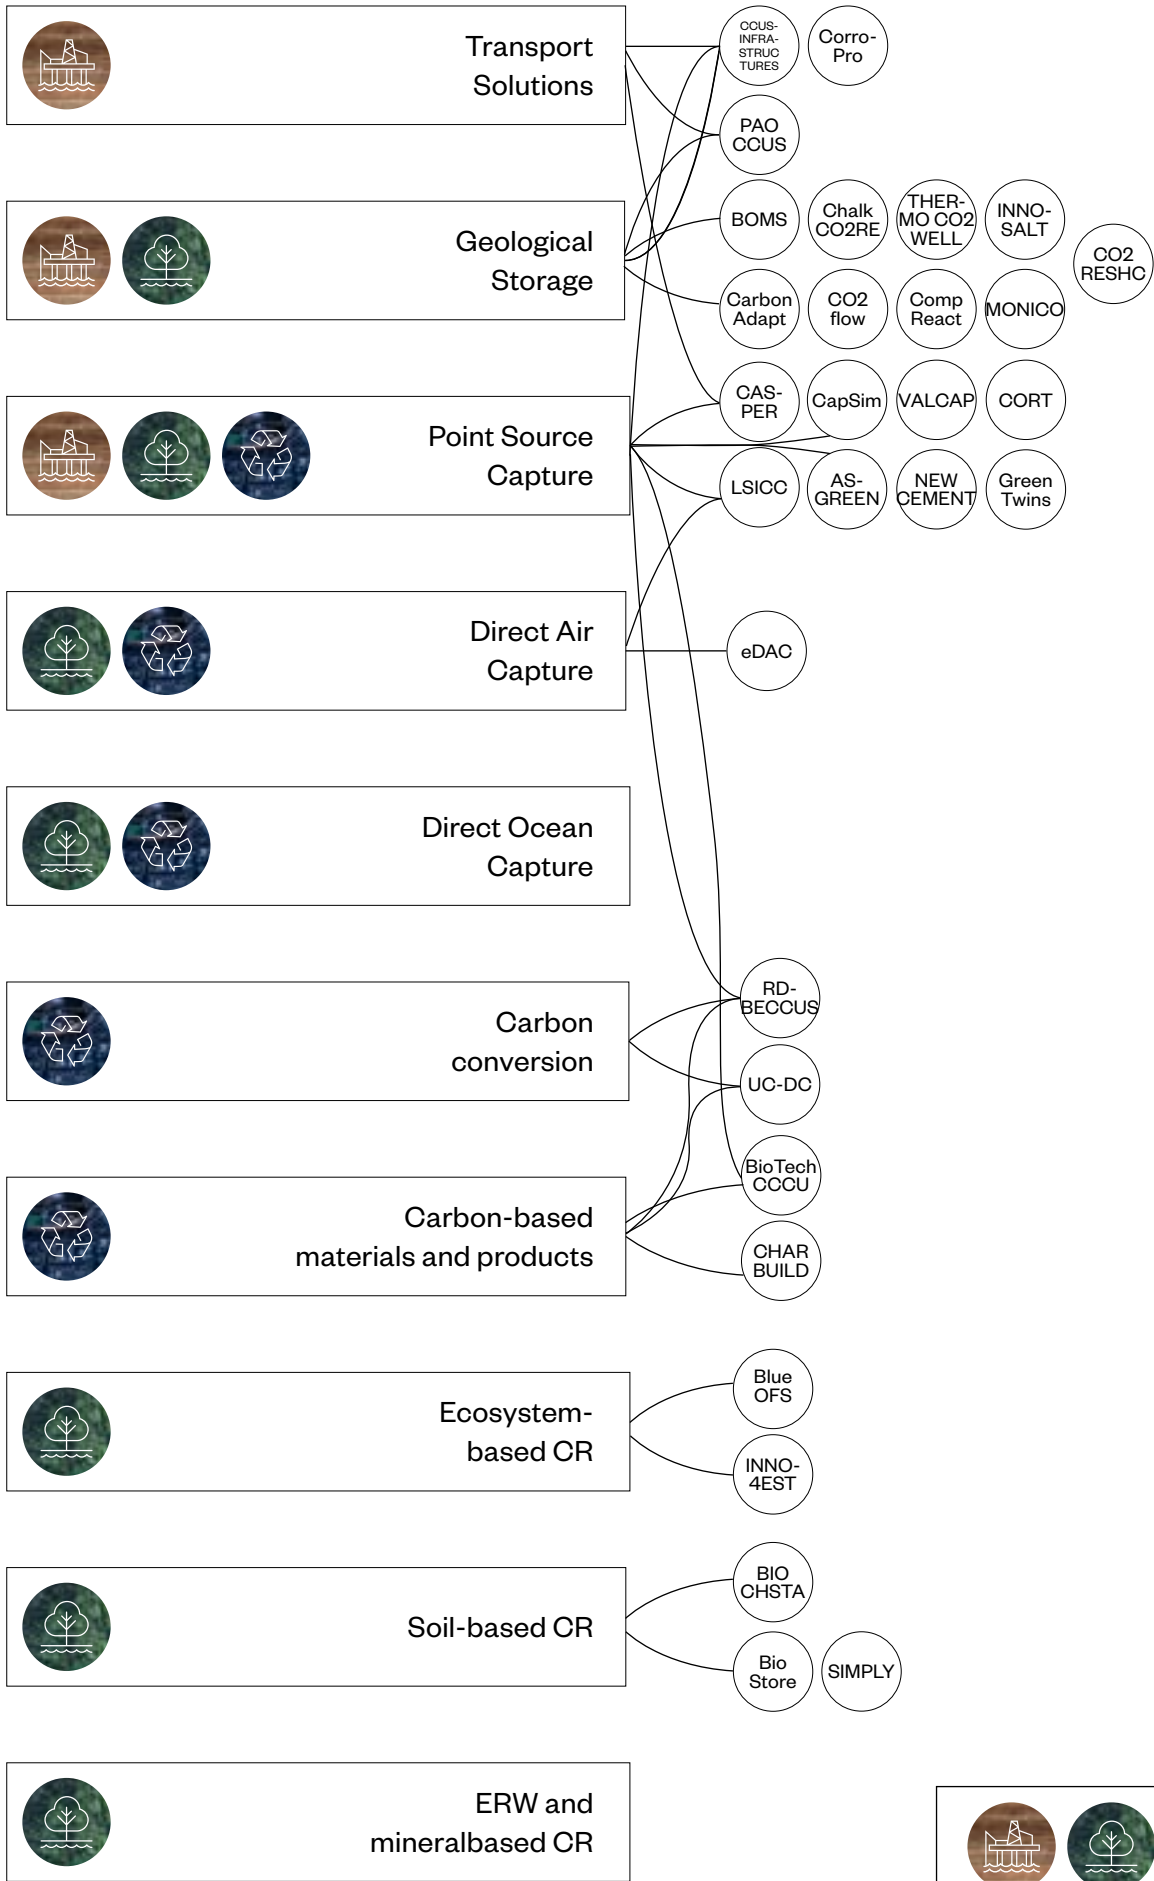 Transport
Solutions
CCUS-
INFRA-
STRUC
TURES
Corro-
Pro
PAO
CCUS
Geological
Storage
BOMS
Chalk
CO2RE
THER-
MO CO2
WELL
INNO-
SALT
CO2
RESHC
Carbon
Adapt
CO2
flow
Comp
React
MONICO
Point Source
Capture
CAS-
PER
CapSim
VALCAP
CORT
LSICC
AS-
GREEN
NEW
CEMENT
Green
Twins
Direct Air
Capture
eDAC
Direct Ocean
Capture
Carbon
conversion
RD-
BECCUS
UC-DC
Carbon-based
materials and products
BioTech
CCCU
CHAR
BUILD
Ecosystem-
based CR
Blue
OFS
INNO-
4EST
Soil-based CR
BIO
CHSTA
Bio
Store
SIMPLY
ERW and
mineralbased CR